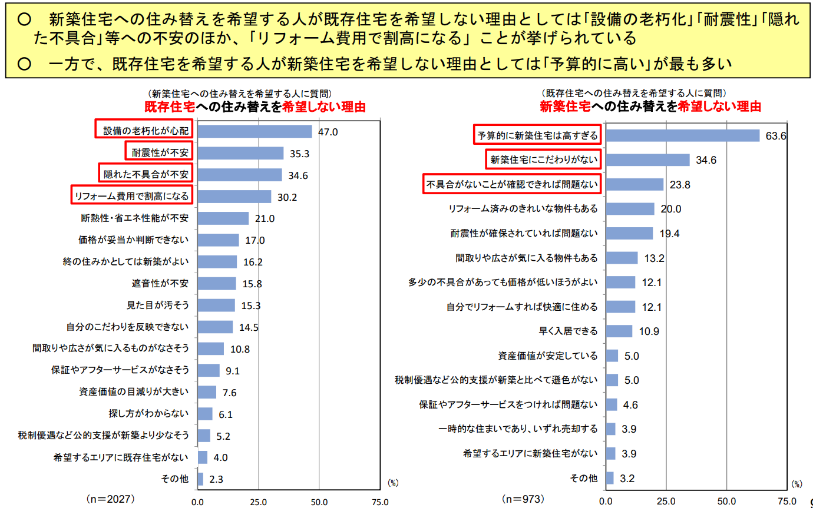 ○　新築住宅への住み替えを希望する人が既存住宅を希望しない理由としては「設備の老朽化」「耐震性」「隠れ
た不具合」等への不安のほか、「リフォーム費用で割高になる」ことが挙げられている
○　一方で、既存住宅を希望する人が新築住宅を希望しない理由としては「予算的に高い」が最も多い
（新築住宅への住み替えを希望する人に質問）
既存住宅への住み替えを希望しない理由
設備の老朽化が心配 47.0
耐震性が不安 35.3
隠れた不具合が不安 34.6
リフォーム費用で割高になる 30.2
断熱性・省エネ性能が不安 21.0
価格が妥当か判断できない 17.0
終の住みかとしては新築がよい 16.2
遮音性が不安 15.8
見た目が汚そう 15.3
自分のこだわりを反映できない 14.5
間取りや広さが気に入るものがなさそう 10.8
保証やアフターサービスがなさそう 9.1
資産価値の目減りが大きい 7.6
探し方がわからない 6.1
税制優遇など公的支援が新築より少なそう 5.2
希望するエリアに既存住宅がない 4.0
その他 2.3
(%)
（n＝2027）
0.0 25.0 50.0 75.0
（既存住宅への住み替えを希望する人に質問）
新築住宅への住み替えを希望しない理由
予算的に新築住宅は高すぎる 63.6
新築住宅にこだわりがない 34.6
不具合がないことが確認できれば問題ない 23.8
リフォーム済みのきれいな物件もある 20.0
耐震性が確保されていれば問題ない 19.4
間取りや広さが気に入る物件もある 13.2
多少の不具合があっても価格が低いほうがよい 12.1
自分でリフォームすれば快適に住める 12.1
早く入居できる 10.9
資産価値が安定している 5.0
税制優遇など公的支援が新築と比べて遜色がない 5.0
保証やアフターサービスをつければ問題ない 4.6
一時的な住まいであり、いずれ売却する 3.9
希望するエリアに新築住宅がない 3.9
その他 3.2
(%)
（n＝973）
0.0 25.0 50.0 75.0